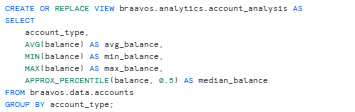 CREATE OR REPLACE VIEW braavos.analytics.account_analysis AS
SELECT
    account_type,
    AVG(balance) AS avg_balance,
    MIN(balance) AS min_balance,
    MAX(balance) AS max_balance,
    APPROX_PERCENTILE(balance, 0.5) AS median_balance
FROM braavos.data.accounts
GROUP BY account_type;